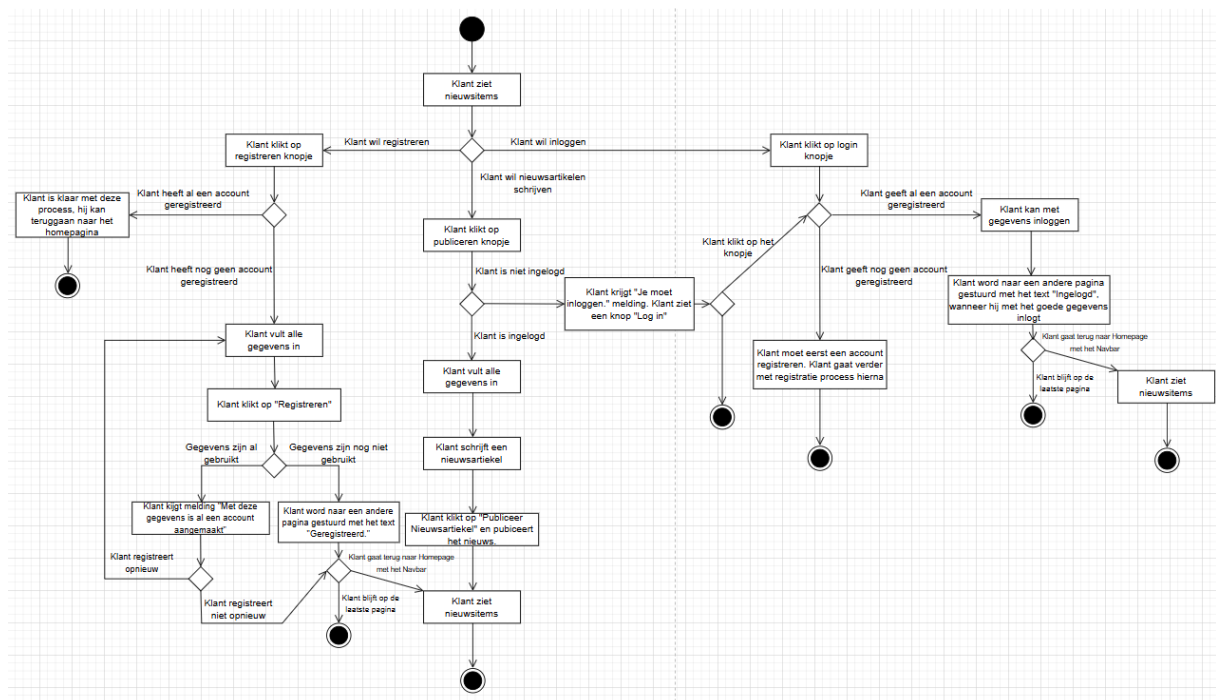 Klant ziet
nieuwsitems
Klant klikt op
registreren knopje
Klant wil registreren
Klant wil inloggen
Klant klikt op login
knopje
Klant wil nieuwsartikelen
schrijven
Klant is klaar met deze
process, hij kan
teruggaan naar het
homepagina
Klant heeft al een account
geregistreerd
Klant geeft al een account
geregistreerd
Klant kan met
gegevens inloggen
Klant klikt op
publiceren knopje
Klant klikt op het
knopje
Klant heeft nog geen account
geregistreerd
Klant is niet ingelogd
Klant krijgt "Je moet
inloggen." melding. Klant ziet
een knop "Log in"
Klant geeft nog geen account
geregistreerd
Klant word naar een andere pagina
gestuurd met het text "Ingelogd",
wanneer hij met het goede gegevens
inlogt
Klant vult alle
gegevens in
Klant is ingelogd
Klant gaat terug naar Homepage
met het Navbar
Klant moet eerst een account
registreren. Klant gaat verder
met registratie process hierna
Klant vult alle
gegevens in
Klant blijft op de
laatste pagina
Klant ziet
nieuwsitems
Klant klikt op "Registreren"
Gegevens zijn al
gebruikt
Gegevens zijn nog niet
gebruikt
Klant schrijft een
nieuwsartiekel
Klant kijgt melding "Met deze
gegevens is al een account
aangemaakt"
Klant word naar een andere
pagina gestuurd met het text
"Geregistreerd."
Klant klikt op "Publiceer
Nieuwsartiekel" en pubiceert
het nieuws.
Klant registreert
opnieuw
Klant gaat terug naar Homepage
met het Navbar
Klant registreert
niet opnieuw
Klant blijft op de
laatste pagina
Klant ziet
nieuwsitems